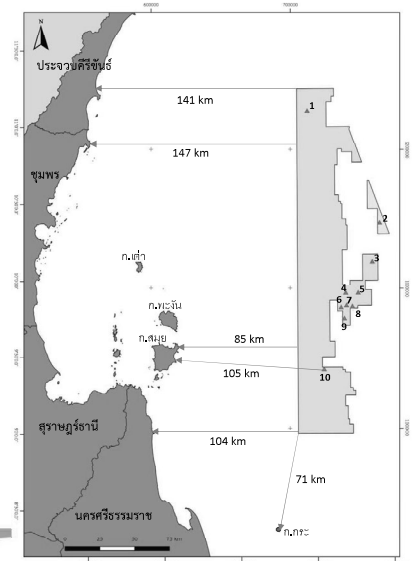 600000
700000
N
ประจวบคีรีขันธ์
1
141 km
147 km
ชุมพร
2
3
ก.เต่า
4
5
6
7
8
9
ก.พะงัน
ก.สมุย
85 km
105 km
10
สุราษฎร์ธานี
104 km
71 km
นครศรีธรรมราช
ก.กระ